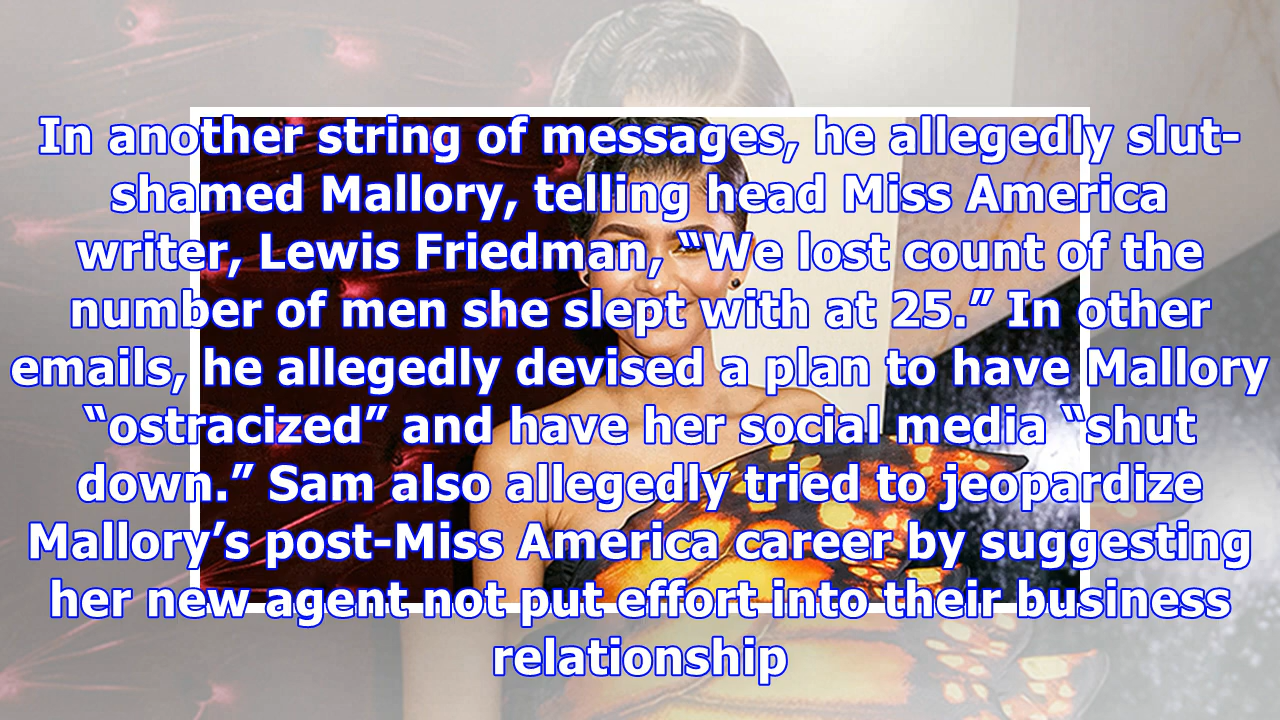 In another string of messages, he allegedly slut-
shamed Mallory, telling head Miss America
writer, Lewis Friedman, “We lost count of the
number of men she slept with at 25.” In other
emails, he allegedly devised a plan to have Mallory
“ostracized” and have her social media “shut
down.” Sam also allegedly tried to jeopardize
Mallory’s post-Miss America career by suggesting
her new agent not put effort into their business
relationship